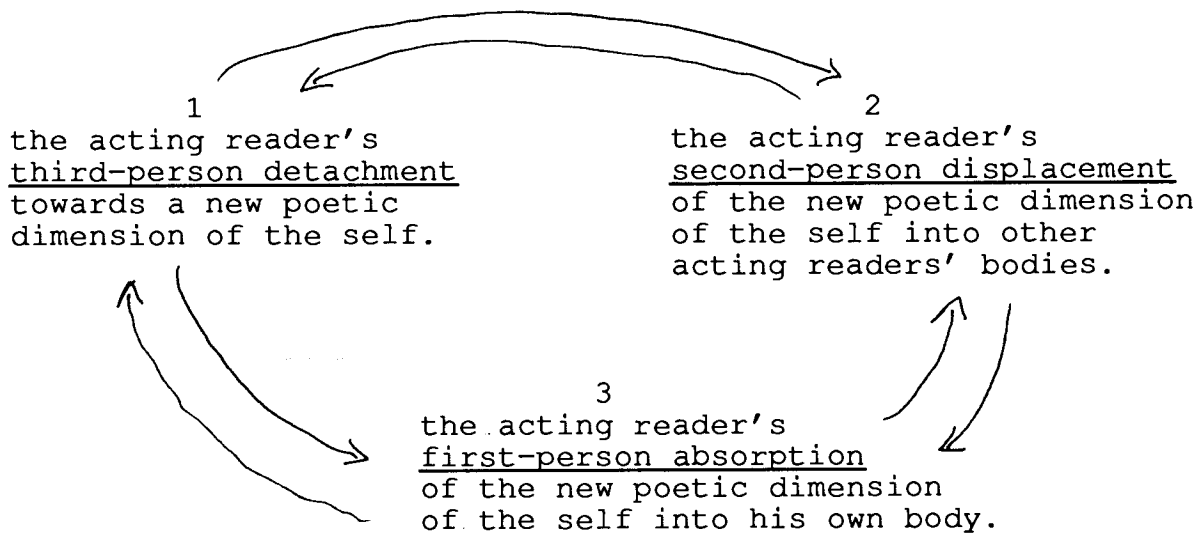 1
the acting reader's
third-person detachment
towards a new poetic
dimension of the self.
2
the acting reader's
second-person displacement
of the new poetic dimension
of the self into other
acting readers' bodies.
3
the acting reader's
first-person absorption
of the new poetic dimension
of the self into his own body.